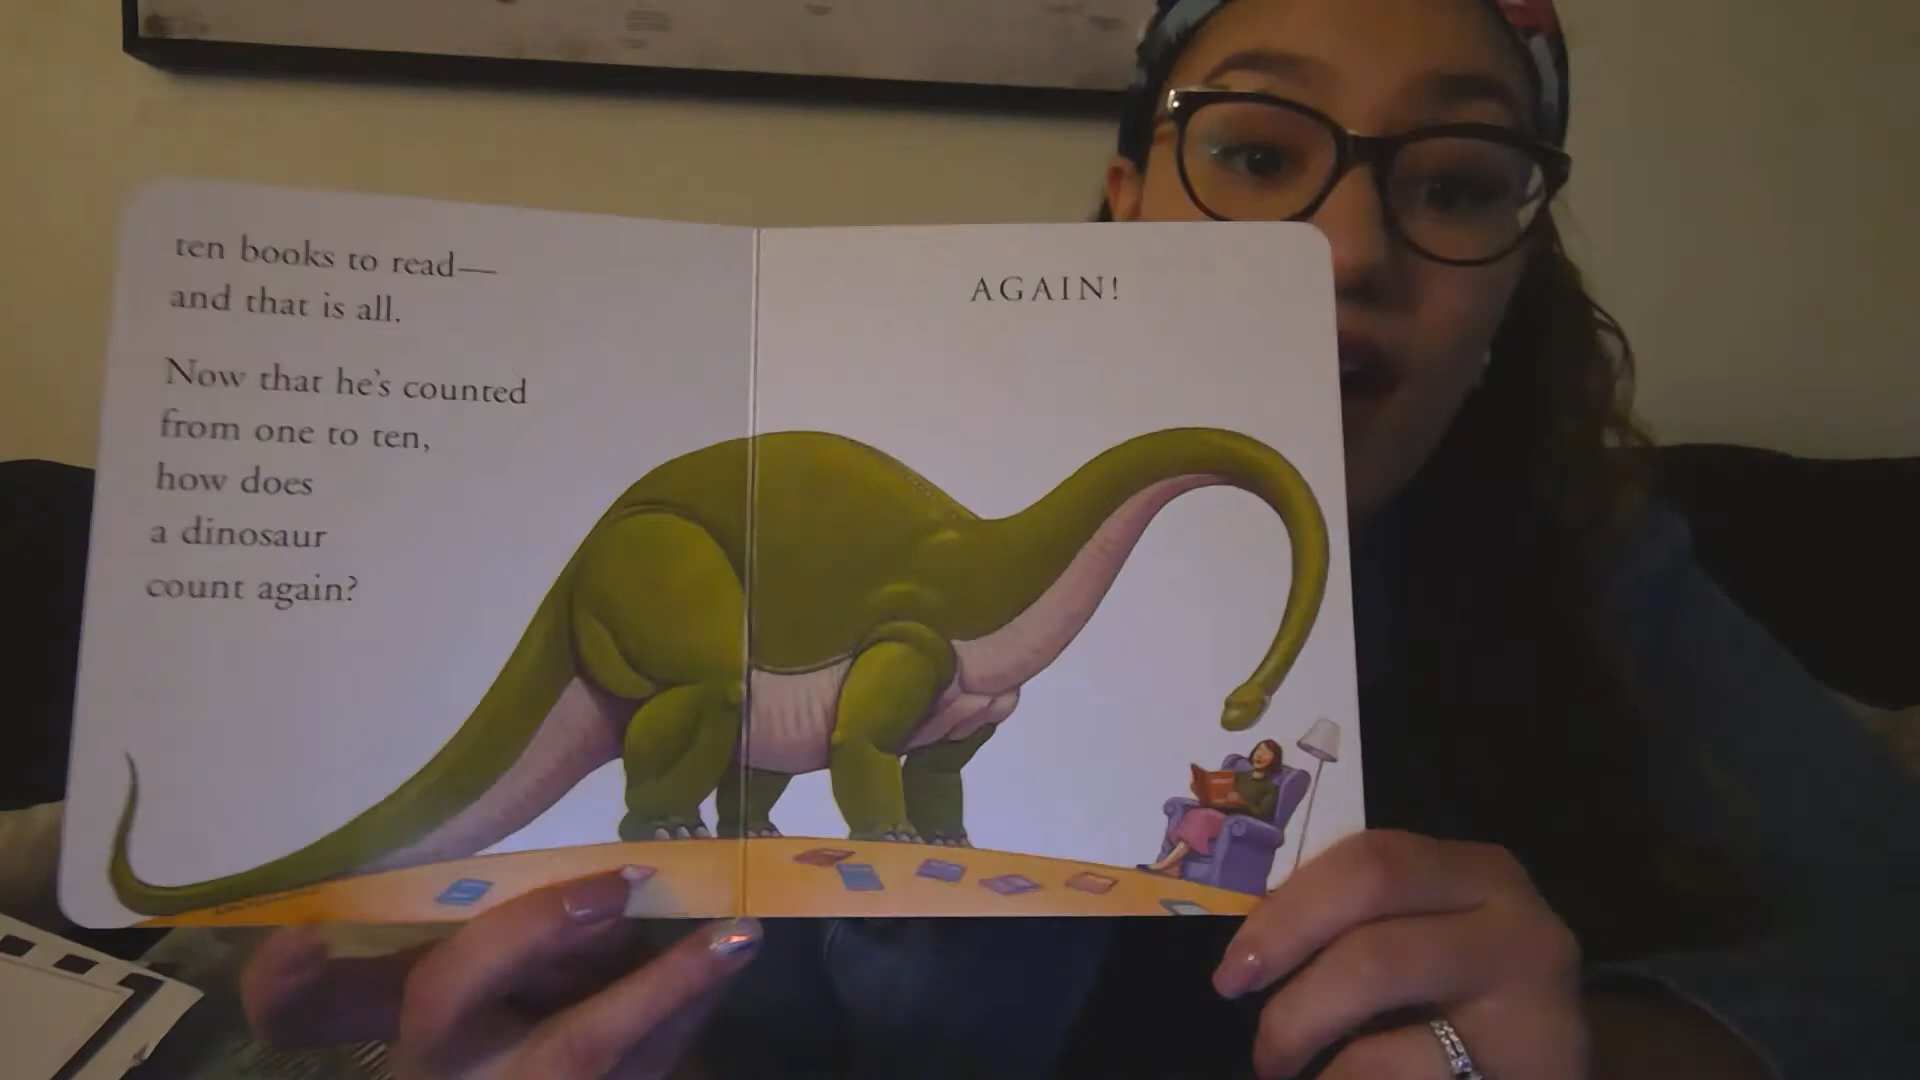 ten books to read—
and that is all.
Now that he's counted
from one to ten,
how does
a dinosaur
count again?
AGAIN!